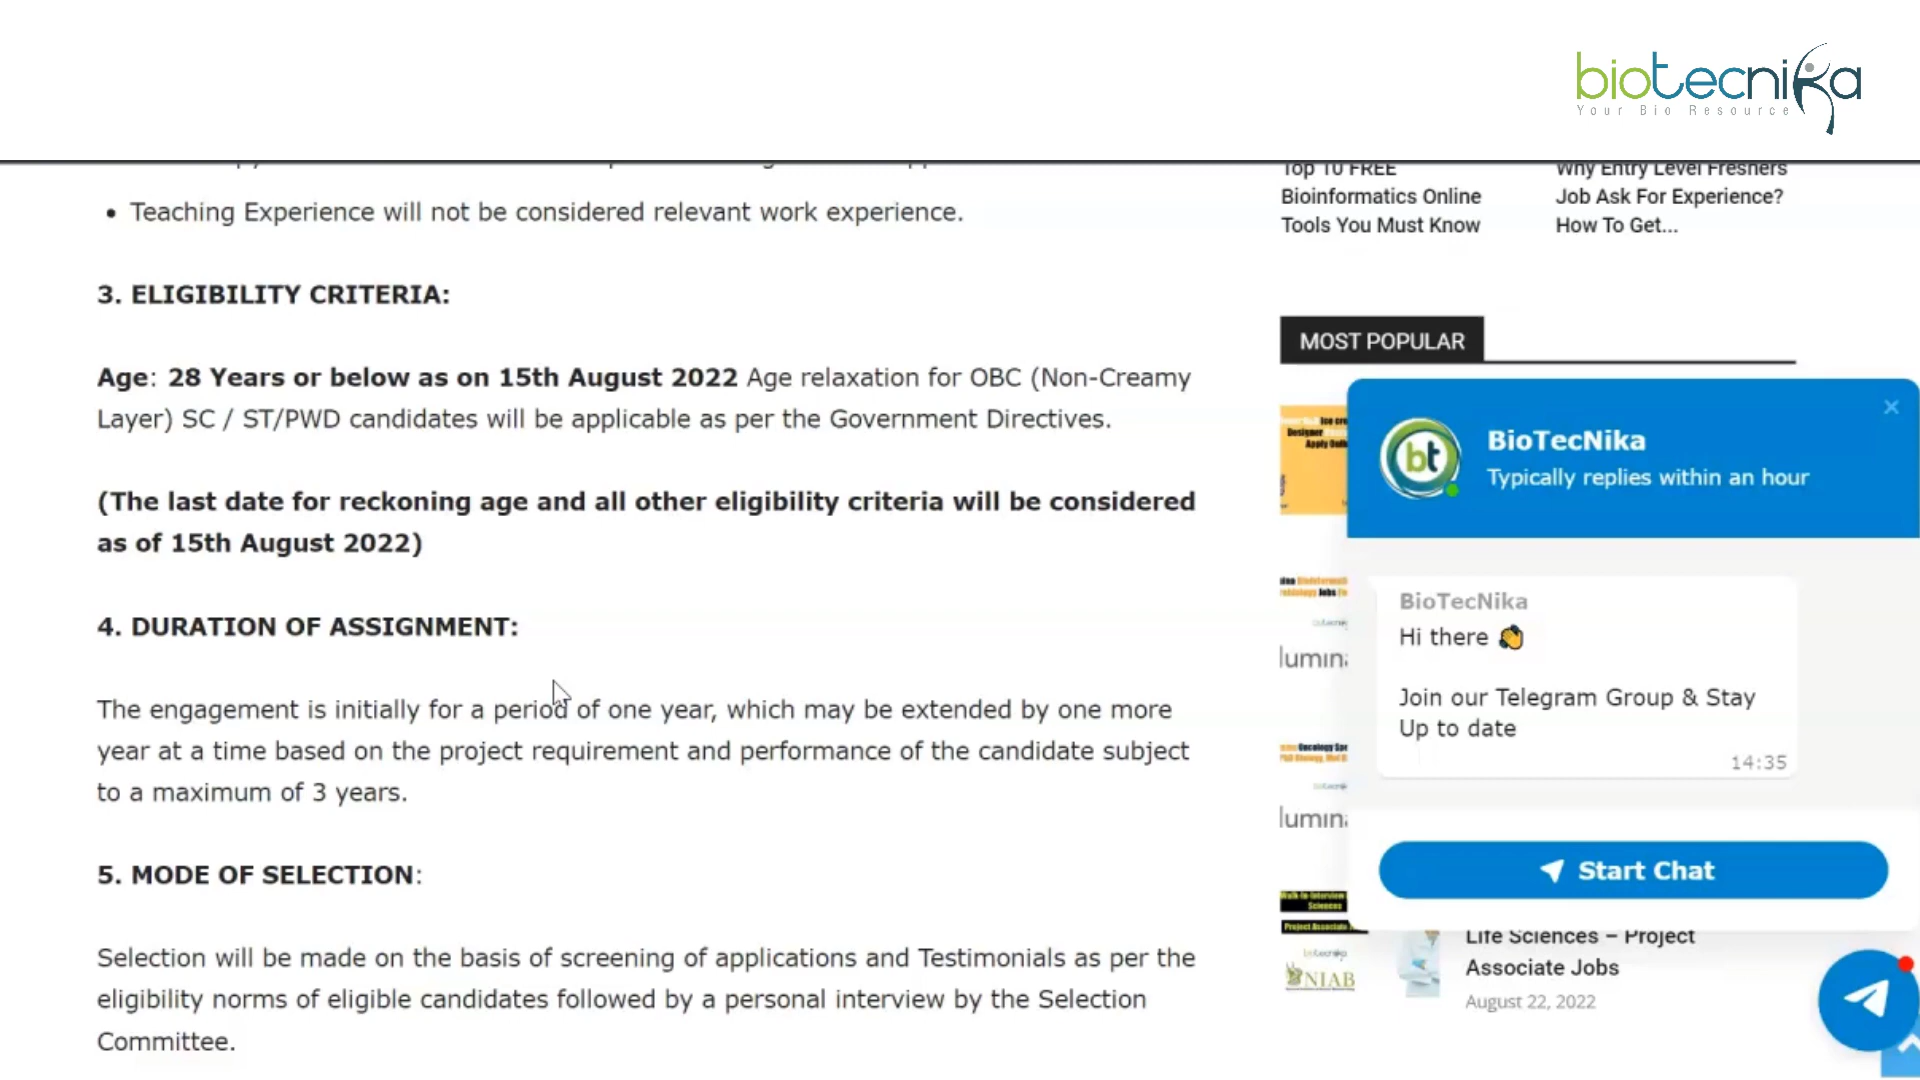 biotecnika
Your Bio Resource
• Teaching Experience will not be considered relevant work experience.
3. ELIGIBILITY CRITERIA:
Age: 28 Years or below as on 15th August 2022 Age relaxation for OBC (Non-Creamy
Layer) SC / ST/PWD candidates will be applicable as per the Government Directives.
(The last date for reckoning age and all other eligibility criteria will be considered
as of 15th August 2022)
4. DURATION OF ASSIGNMENT:
The engagement is initially for a period of one year, which may be extended by one more
year at a time based on the project requirement and performance of the candidate subject
to a maximum of 3 years.
5. MODE OF SELECTION:
Selection will be made on the basis of screening of applications and Testimonials as per the
eligibility norms of eligible candidates followed by a personal interview by the Selection
Committee.
Top 10 FREE
Bioinformatics Online
Tools You Must Know
Why Entry Level Freshers
Job Ask For Experience?
How To Get...
MOST POPULAR
Designer
BioTecNika
Typically replies within an hour
BioTecNika
Hi there 👋
Join our Telegram Group & Stay
Up to date
14:35
Start Chat
Walk-In-Interview
Sciences
Project Associate
biotecnika
NIAB
Life Sciences – Project
Associate Jobs
August 22, 2022